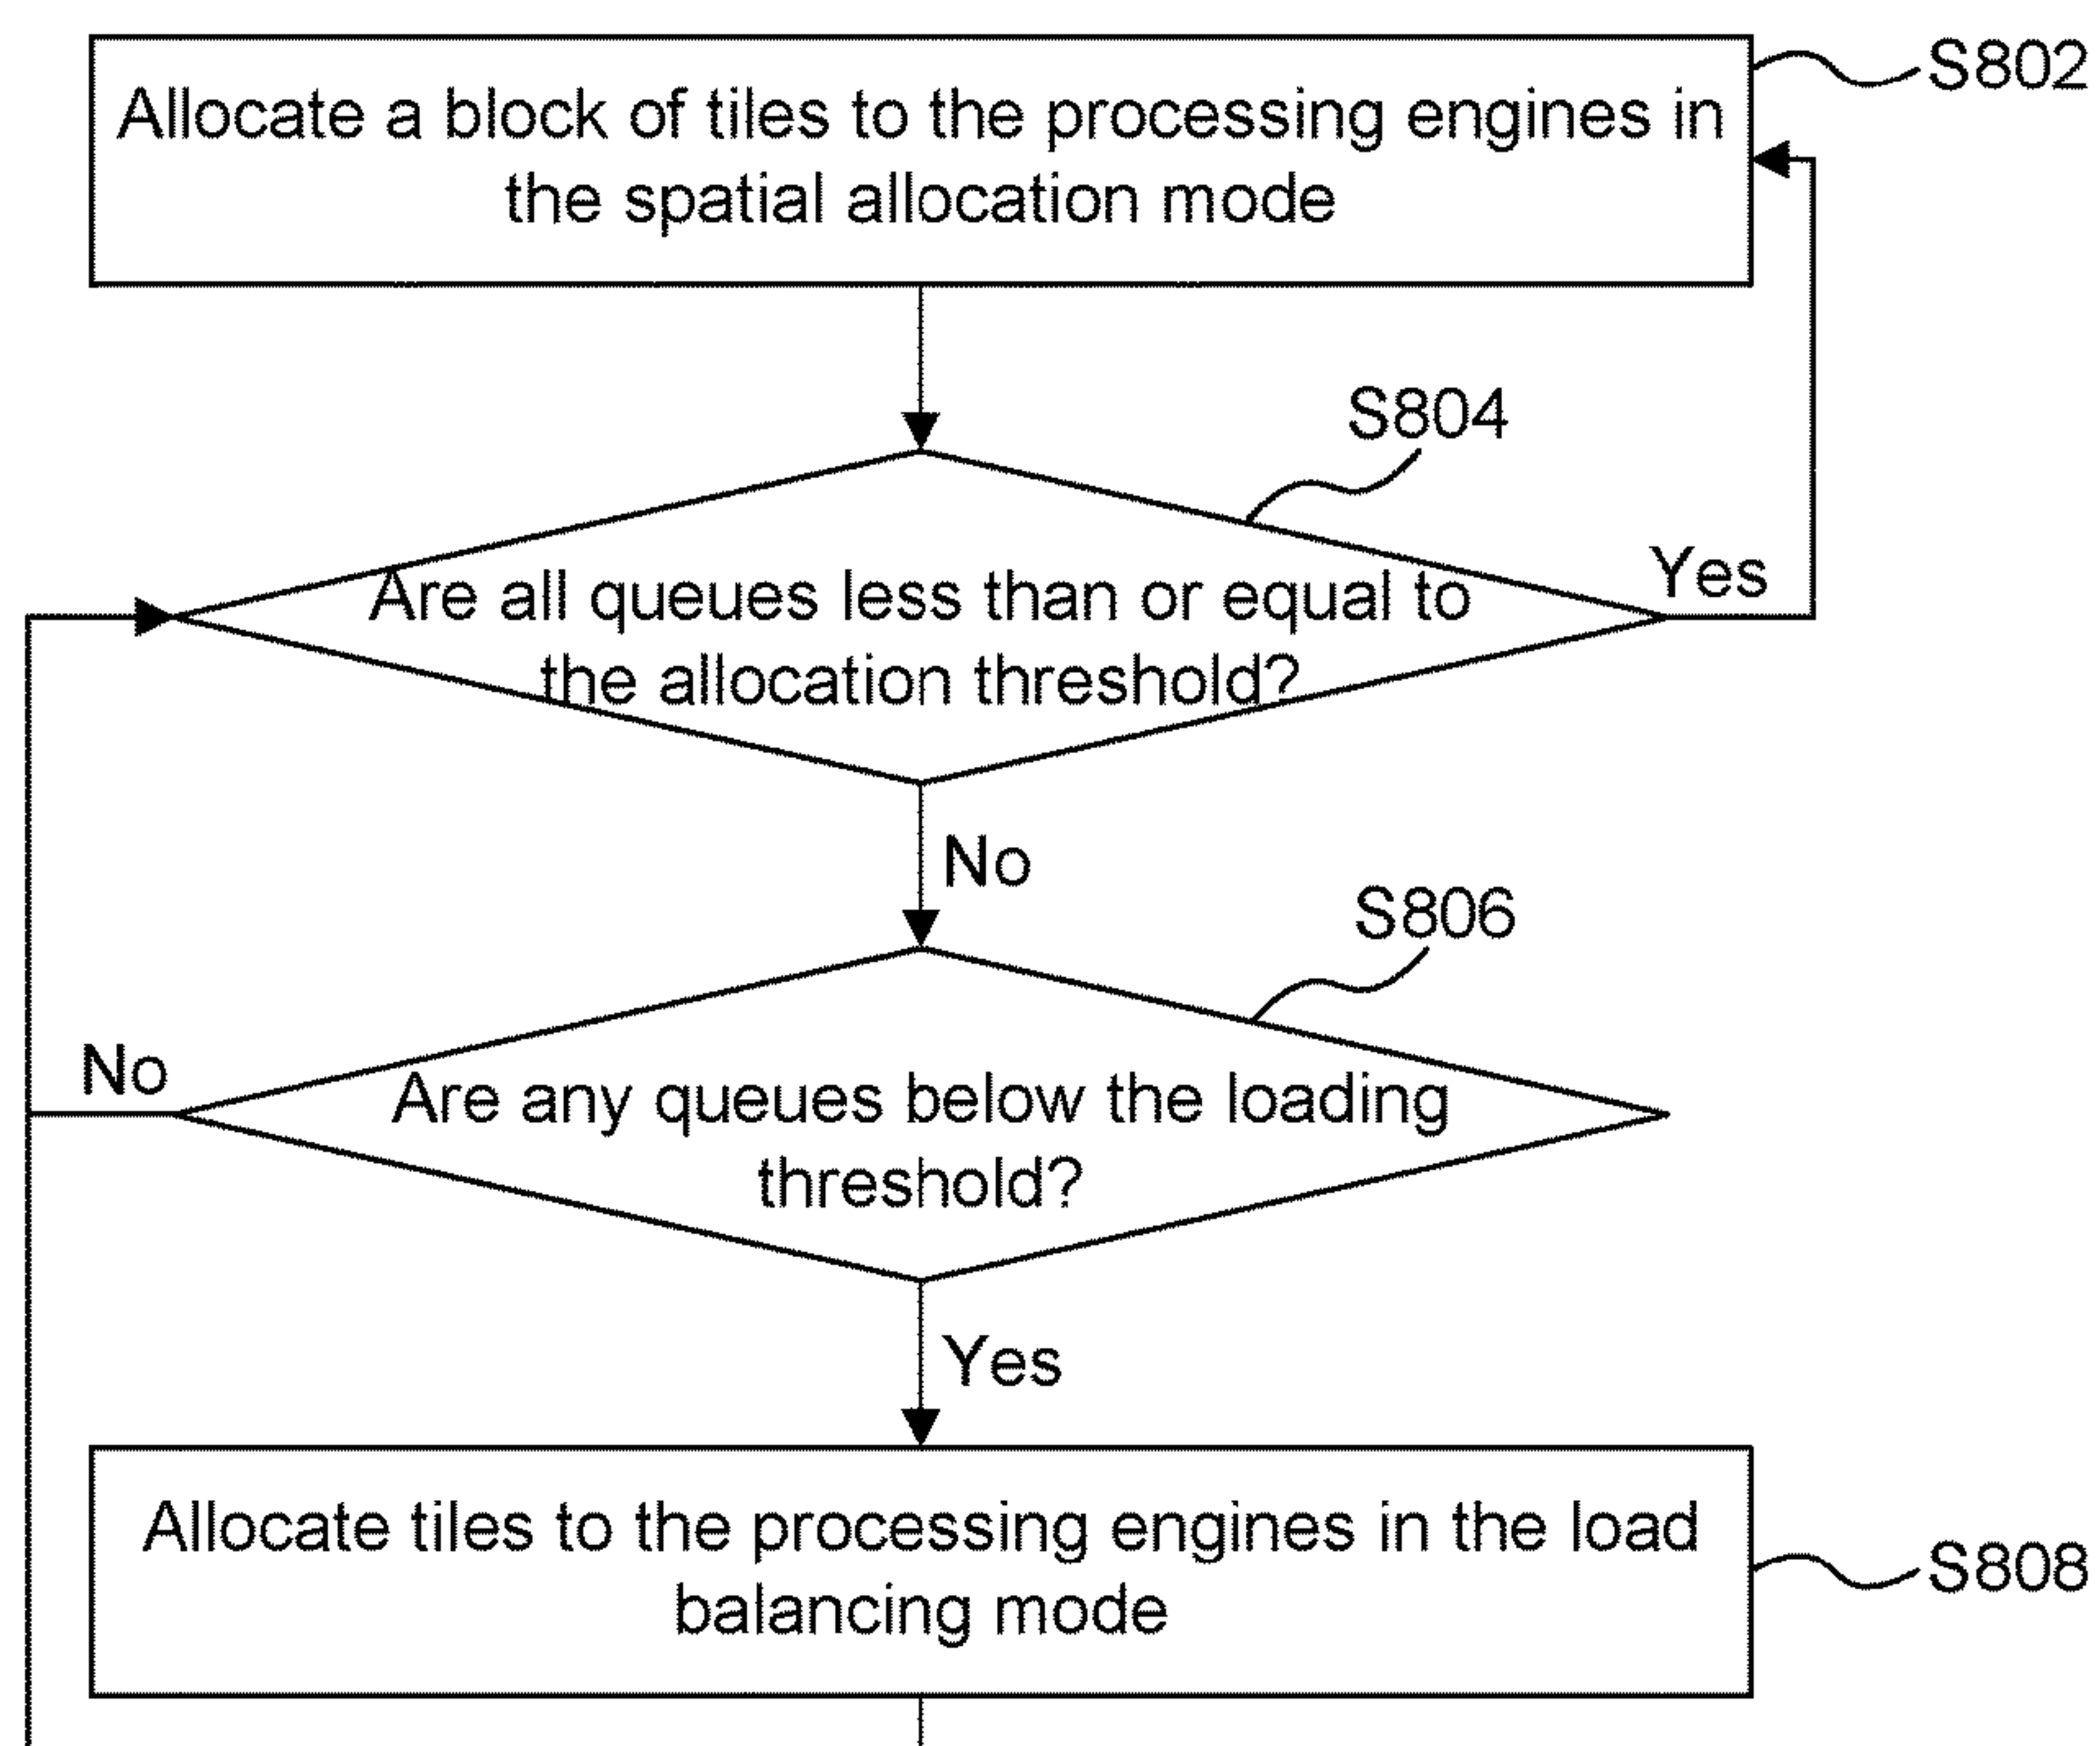 S802
Allocate a block of tiles to the processing engines in
the spatial allocation mode
S804
Yes
Are all queues less than or equal to
the allocation threshold?
No
S806
No
Are any queues below the loading
threshold?
Yes
Allocate tiles to the processing engines in the load
balancing mode
S808